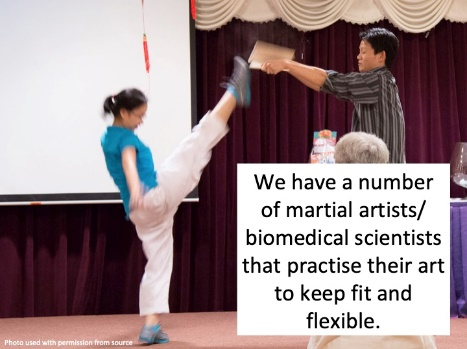 We have a number
of martial artists/
biomedical scientists
that practise their art
to keep fit and
flexible.
Photo used with permission from source